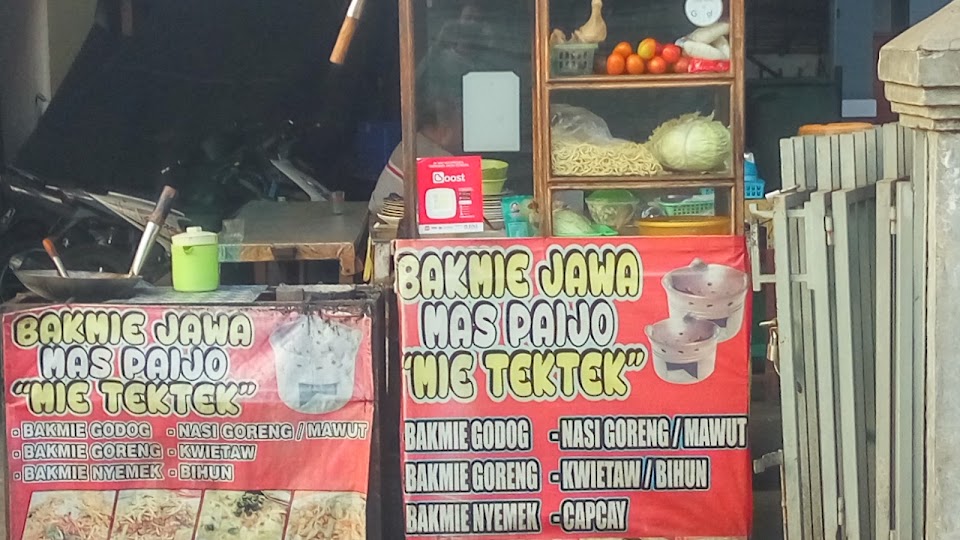 Boost
BAKMIE JAWA
MAS PAIJO
"MIE TEKTEK"
- BAKMIE GODOG - NASI GORENG / MAWUT
- BAKMIE GORENG - KWIETAW
- BAKMIE NYEMEK - BIHUN
BAKMIE JAWA
MAS PAIJO
"MIE TEKTEK"
BAKMIE GODOG - NASI GORENG / MAWUT
BAKMIE GORENG - KWIETAW / BIHUN
BAKMIE NYEMEK - CAPCAY